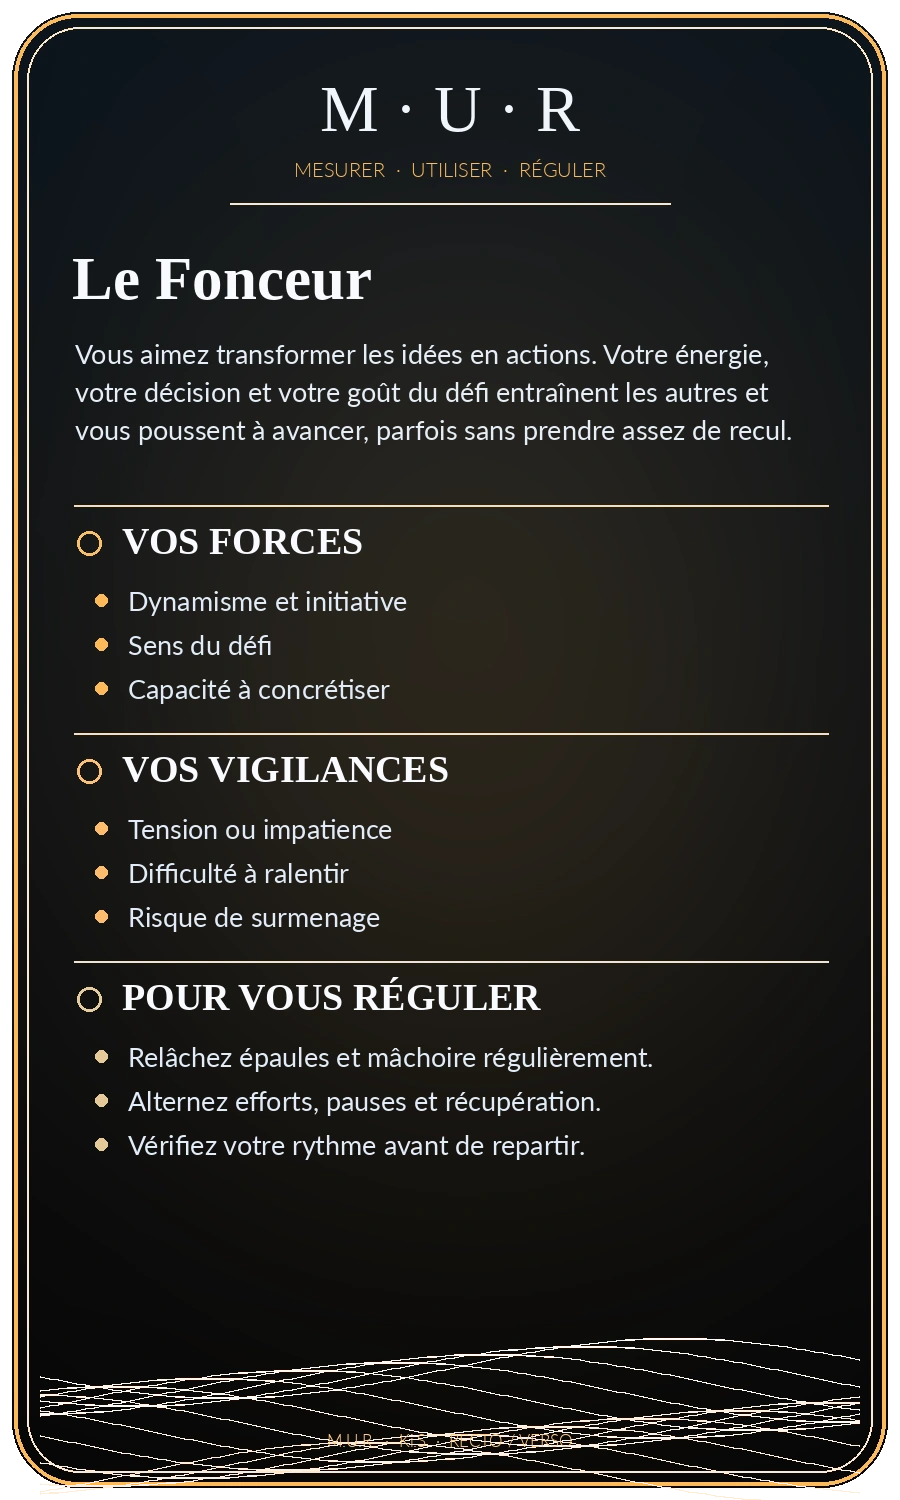 M · U · R
MESURER · UTILISER · RÉGULER
Le Fonceur
Vous aimez transformer les idées en actions. Votre énergie,
votre décision et votre goût du défi entraînent les autres et
vous poussent à avancer, parfois sans prendre assez de recul.
VOS FORCES
Dynamisme et initiative
Sens du défi
Capacité à concrétiser
VOS VIGILANCES
Tension ou impatience
Difficulté à ralentir
Risque de surmenage
POUR VOUS RÉGULER
Relâchez épaules et mâchoire régulièrement.
Alternez efforts, pauses et récupération.
Vérifiez votre rythme avant de repartir.
M.U.R. · RECTO / VERSO